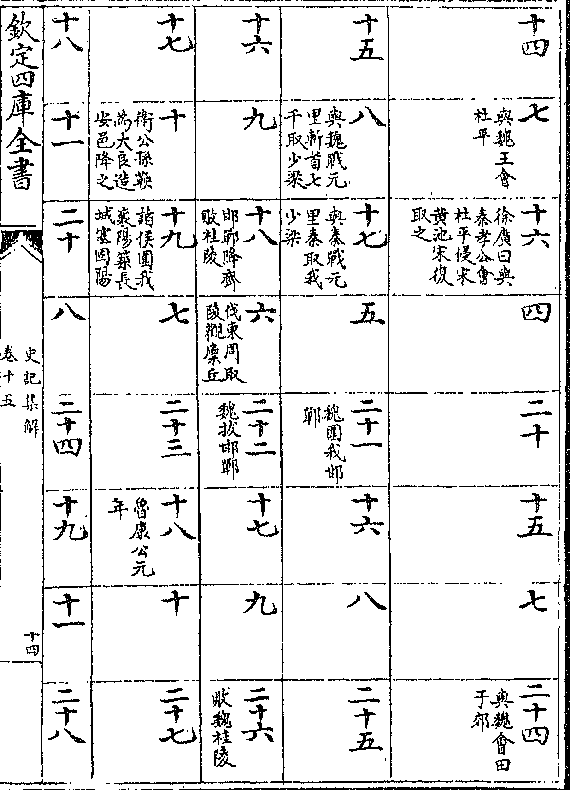 十四
七
與魏王會
杜平
十六
徐廣曰與
秦孝公會
杜平侵宋
黃池宋復
取之
四
二十
十五
七
二十四
與魏會田
于郊
十五
八
與魏戰元
里斬首七
千取少梁
十七
與秦戰元
里秦取我
少梁
五
二十一
魏圍我邯
鄲
十六
八
二十五
十六
九
十八
邯鄲降齊
敗桂陵
六
伐東周取
陵觀廩丘
二十二
魏拔邯鄲
十七
九
二十六
敗魏桂陵
十七
十
衛公孫鞅
為大良造
安邑降之
十九
諸侯圍我
襄陽築長
城塞固陽
七
二十三
十八
魯康公元
年
十
二十七
十八
十一
二十
八
二十四
十九
十一
二十八
欽定四庫全書
史記集解
卷十五
十四